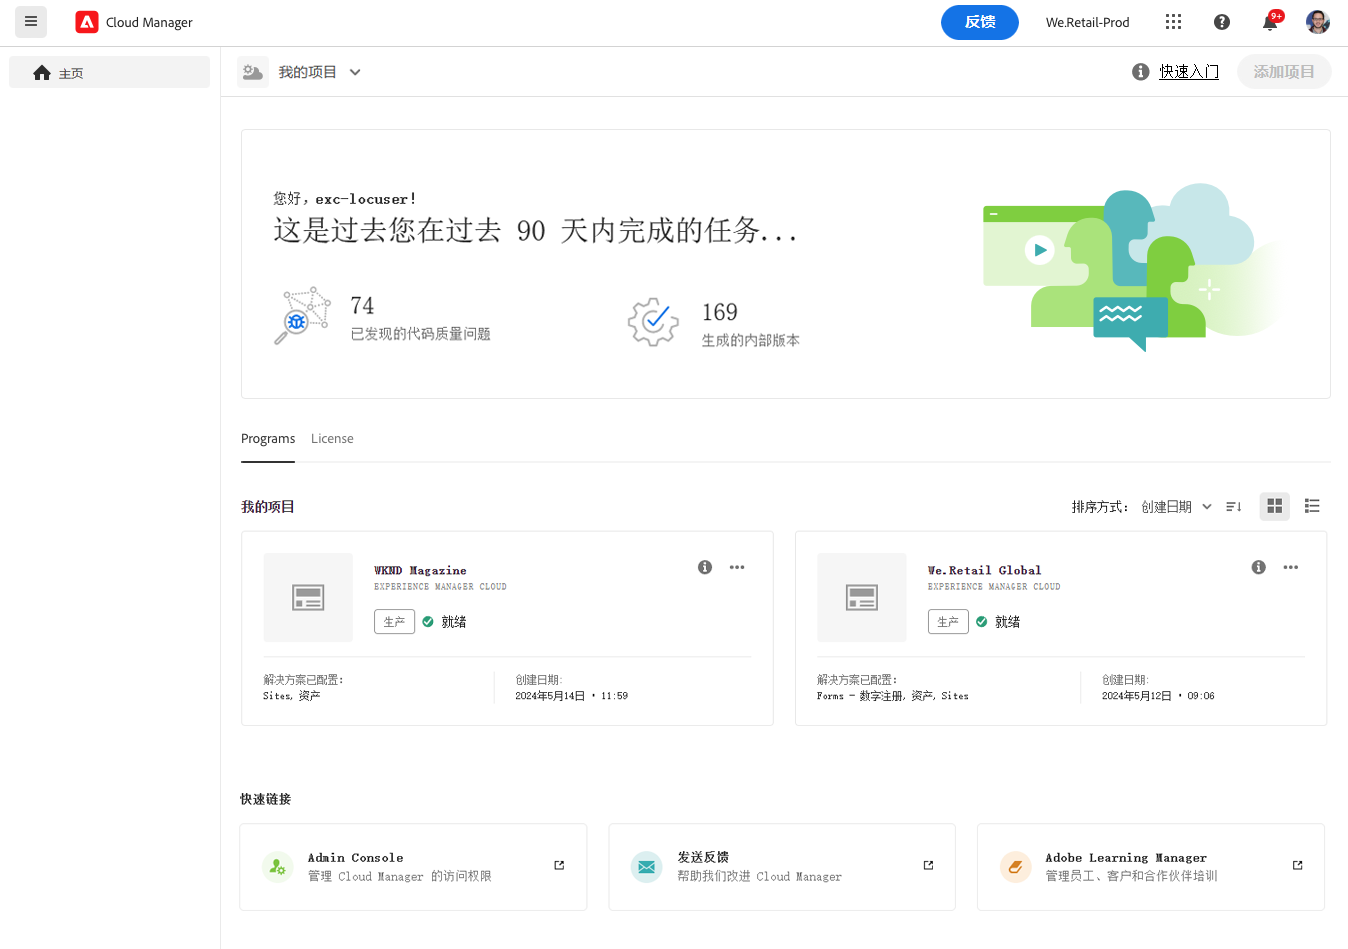 Cloud Manager
反馈
We.Retail-Prod
9+
主页
我的项目
快速入门
添加项目
您好，exc-locuser!
这是过去您在过去 90 天内完成的任务...
74
已发现的代码质量问题
169
生成的内部版本
Programs
License
我的项目
排序方式：
创建日期
WKND Magazine
EXPERIENCE MANAGER CLOUD
生产
就绪
解决方案已配置：
Sites, 资产
创建日期:
2024年5月14日 • 11:59
We.Retail Global
EXPERIENCE MANAGER CLOUD
生产
就绪
解决方案已配置：
Forms - 数字注册, 资产, Sites
创建日期:
2024年5月12日 • 09:06
快速链接
Admin Console
管理 Cloud Manager 的访问权限
发送反馈
帮助我们改进 Cloud Manager
Adobe Learning Manager
管理员工、客户和合作伙伴培训